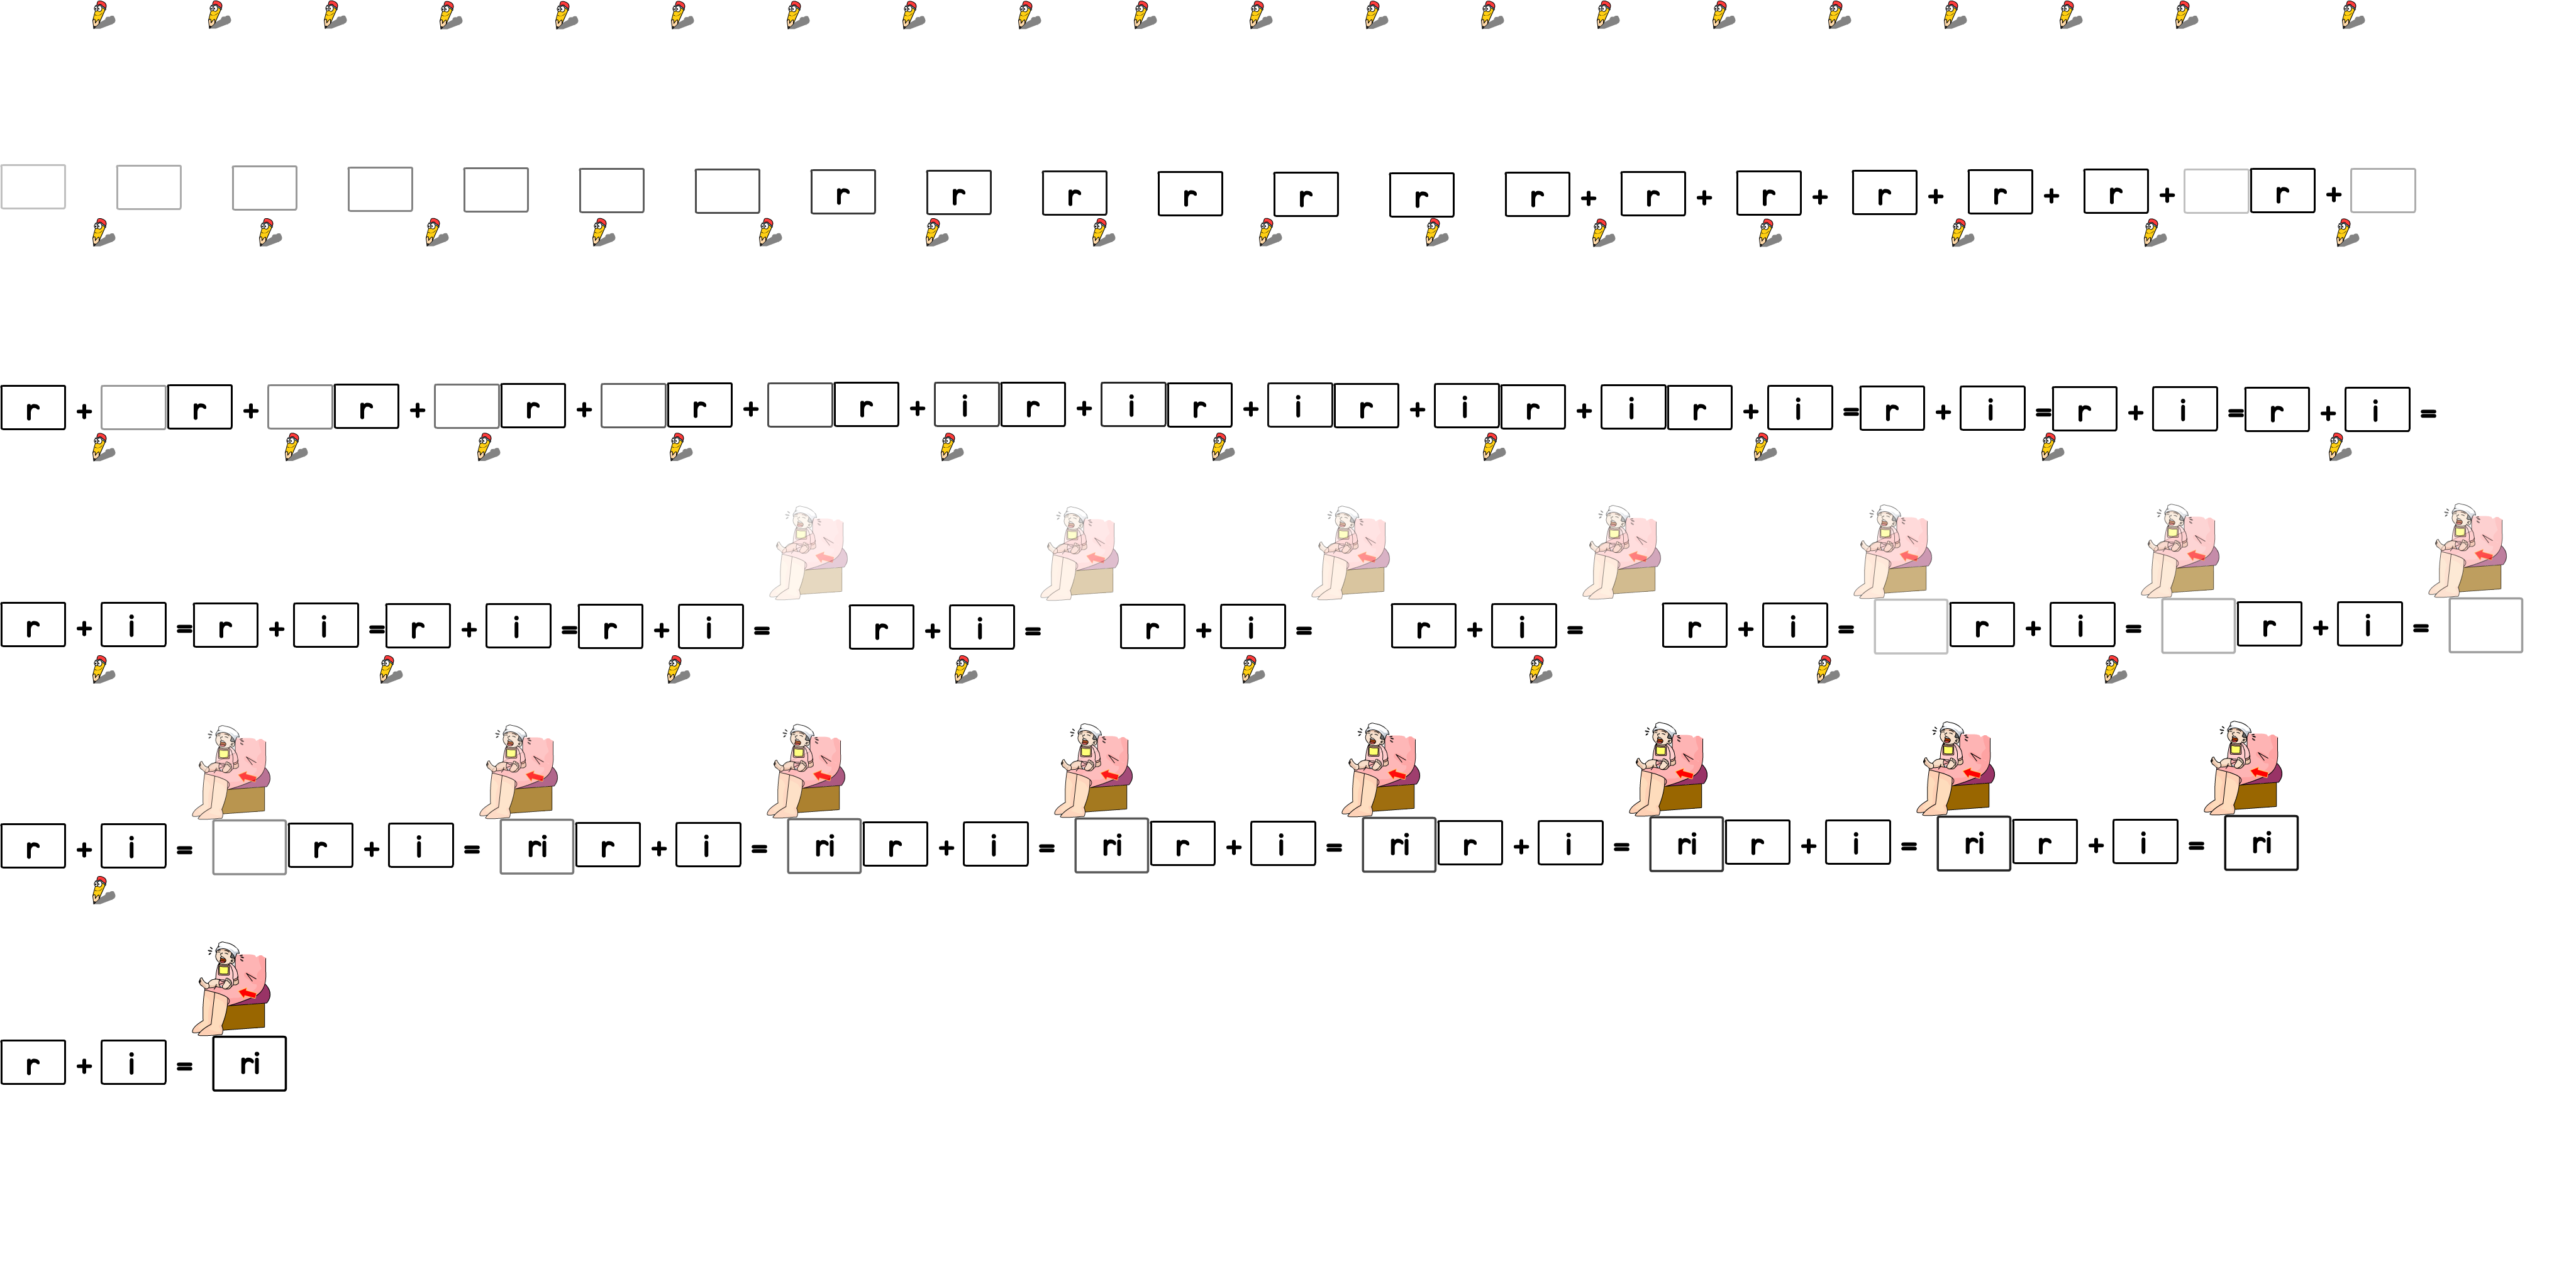 r r r r r r r + r + r + r + r + r + r +
r + r + r + r + r + r + i r + i r + i r + i r + i r + i = r + i = r + i = r + i =
r + i = r + i = r + i = r + i = r + i = r + i = r + i = r + i = r + i = r + i =
r + i = r + i = ri r + i = ri r + i = ri r + i = ri r + i = ri r + i = ri r + i = ri
r + i = ri